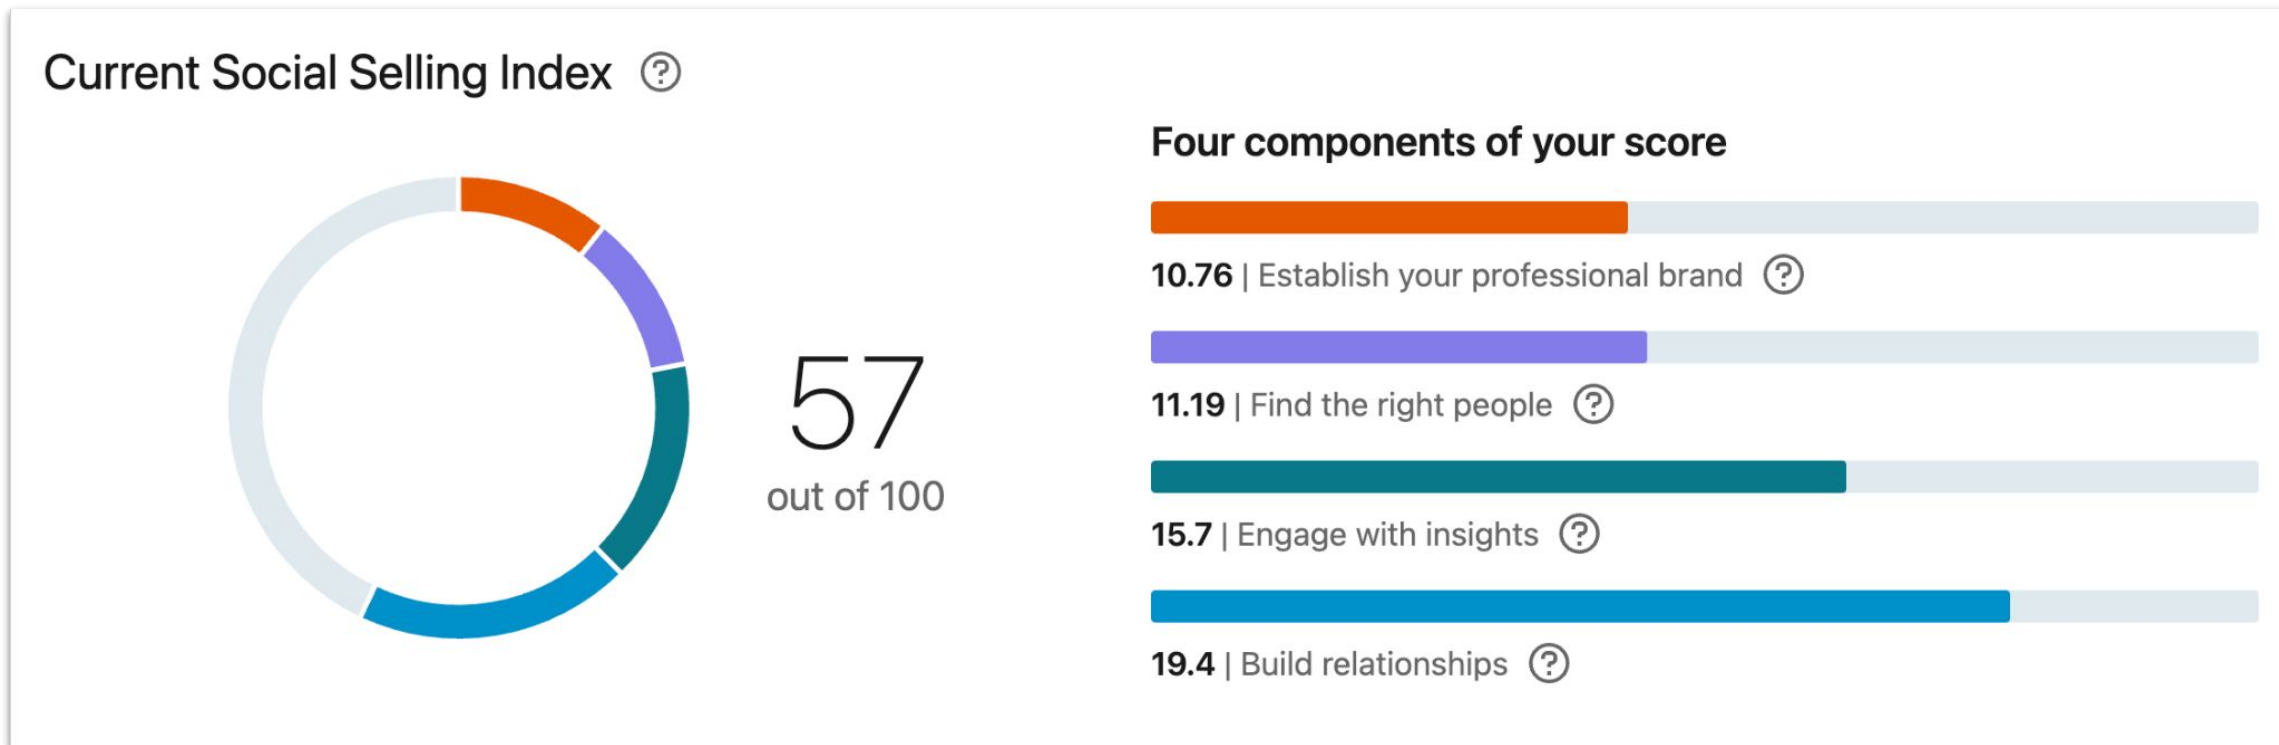 Current Social Selling Index ?
57
out of 100
Four components of your score
10.76 | Establish your professional brand ?
11.19 | Find the right people ?
15.7 | Engage with insights ?
19.4 | Build relationships ?